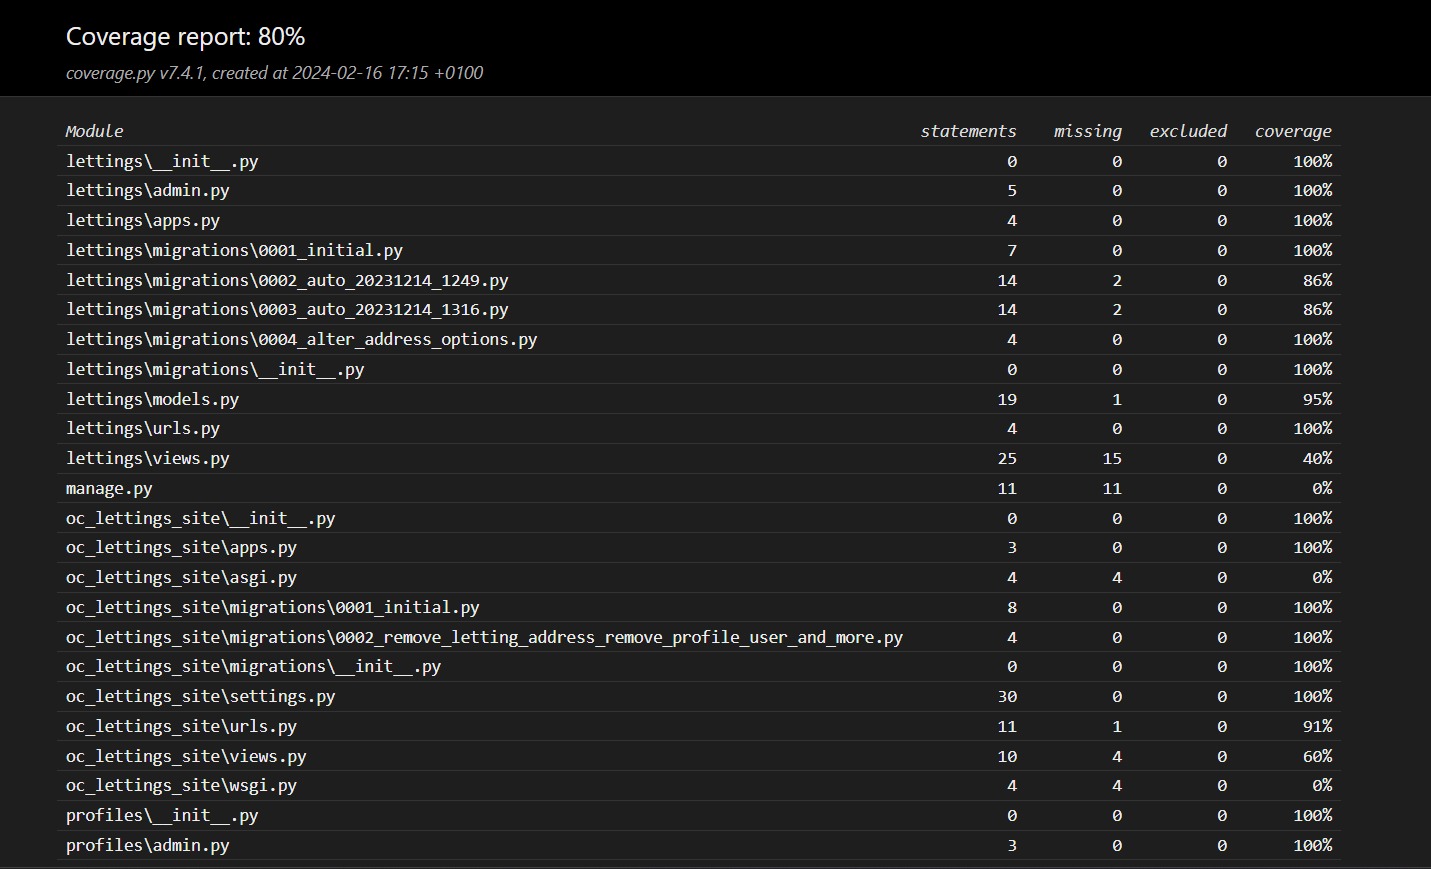 Coverage report: 80%
coverage.py v7.4.1, created at 2024-02-16 17:15 +0100
Module statements missing excluded coverage
lettings\__init__.py 0 0 0 100%
lettings\admin.py 5 0 0 100%
lettings\apps.py 4 0 0 100%
lettings\migrations\0001_initial.py 7 0 0 100%
lettings\migrations\0002_auto_20231214_1249.py 14 2 0 86%
lettings\migrations\0003_auto_20231214_1316.py 14 2 0 86%
lettings\migrations\0004_alter_address_options.py 4 0 0 100%
lettings\migrations\__init__.py 0 0 0 100%
lettings\models.py 19 1 0 95%
lettings\urls.py 4 0 0 100%
lettings\views.py 25 15 0 40%
manage.py 11 11 0 0%
oc_lettings_site\__init__.py 0 0 0 100%
oc_lettings_site\apps.py 3 0 0 100%
oc_lettings_site\asgi.py 4 4 0 0%
oc_lettings_site\migrations\0001_initial.py 8 0 0 100%
oc_lettings_site\migrations\0002_remove_letting_address_remove_profile_user_and_more.py 4 0 0 100%
oc_lettings_site\migrations\__init__.py 0 0 0 100%
oc_lettings_site\settings.py 30 0 0 100%
oc_lettings_site\urls.py 11 1 0 91%
oc_lettings_site\views.py 10 4 0 60%
oc_lettings_site\wsgi.py 4 4 0 0%
profiles\__init__.py 0 0 0 100%
profiles\admin.py 3 0 0 100%